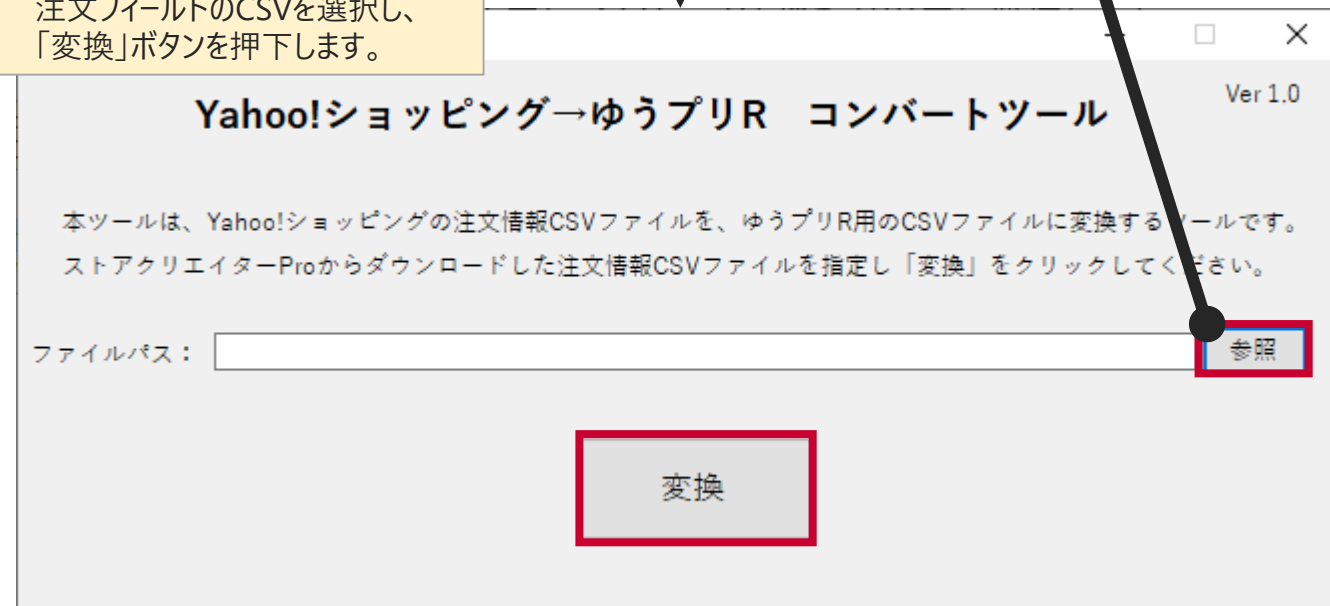 注文フィールドのCSVを選択し、
「変換」ボタンを押下します。
Ver 1.0
Yahoo!ショッピング→ゆうプリR　コンバートツール
本ツールは、Yahoo!ショッピングの注文情報CSVファイルを、ゆうプリR用のCSVファイルに変換するツールです。
ストアクリエイターProからダウンロードした注文情報CSVファイルを指定し「変換」をクリックしてください。
ファイルパス：
参照
変換